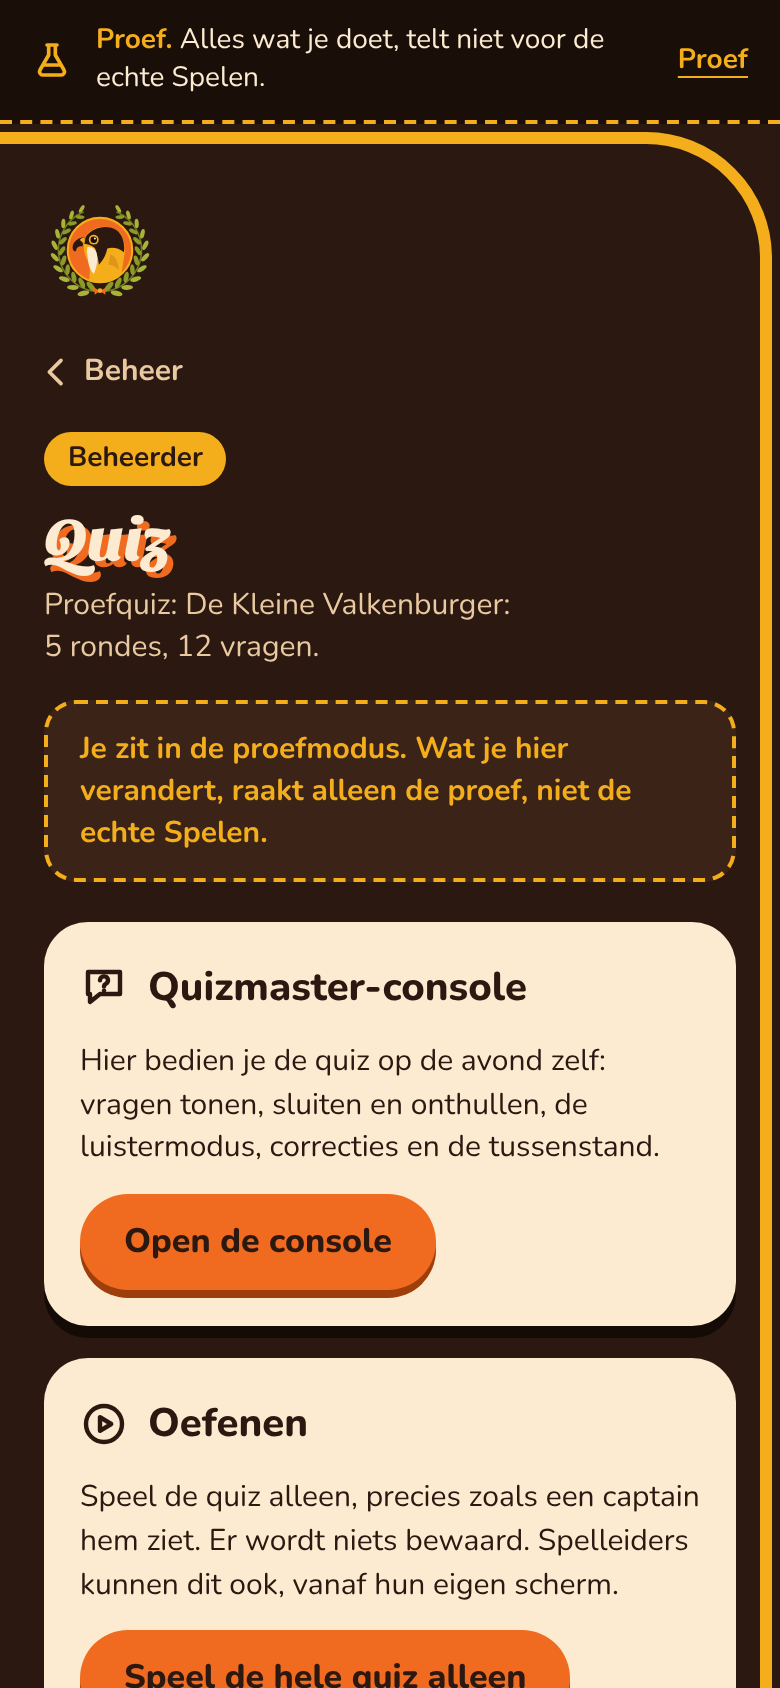 Proef. Alles wat je doet, telt niet voor de
echte Spelen.
Proef
Beheer
Beheerder
Quiz
Proefquiz: De Kleine Valkenburger:
5 rondes, 12 vragen.
Je zit in de proefmodus. Wat je hier
verandert, raakt alleen de proef, niet de
echte Spelen.
Quizmaster-console
Hier bedien je de quiz op de avond zelf:
vragen tonen, sluiten en onthullen, de
luistermodus, correcties en de tussenstand.
Open de console
Oefenen
Speel de quiz alleen, precies zoals een captain
hem ziet. Er wordt niets bewaard. Spelleiders
kunnen dit ook, vanaf hun eigen scherm.
Speel de hele quiz alleen